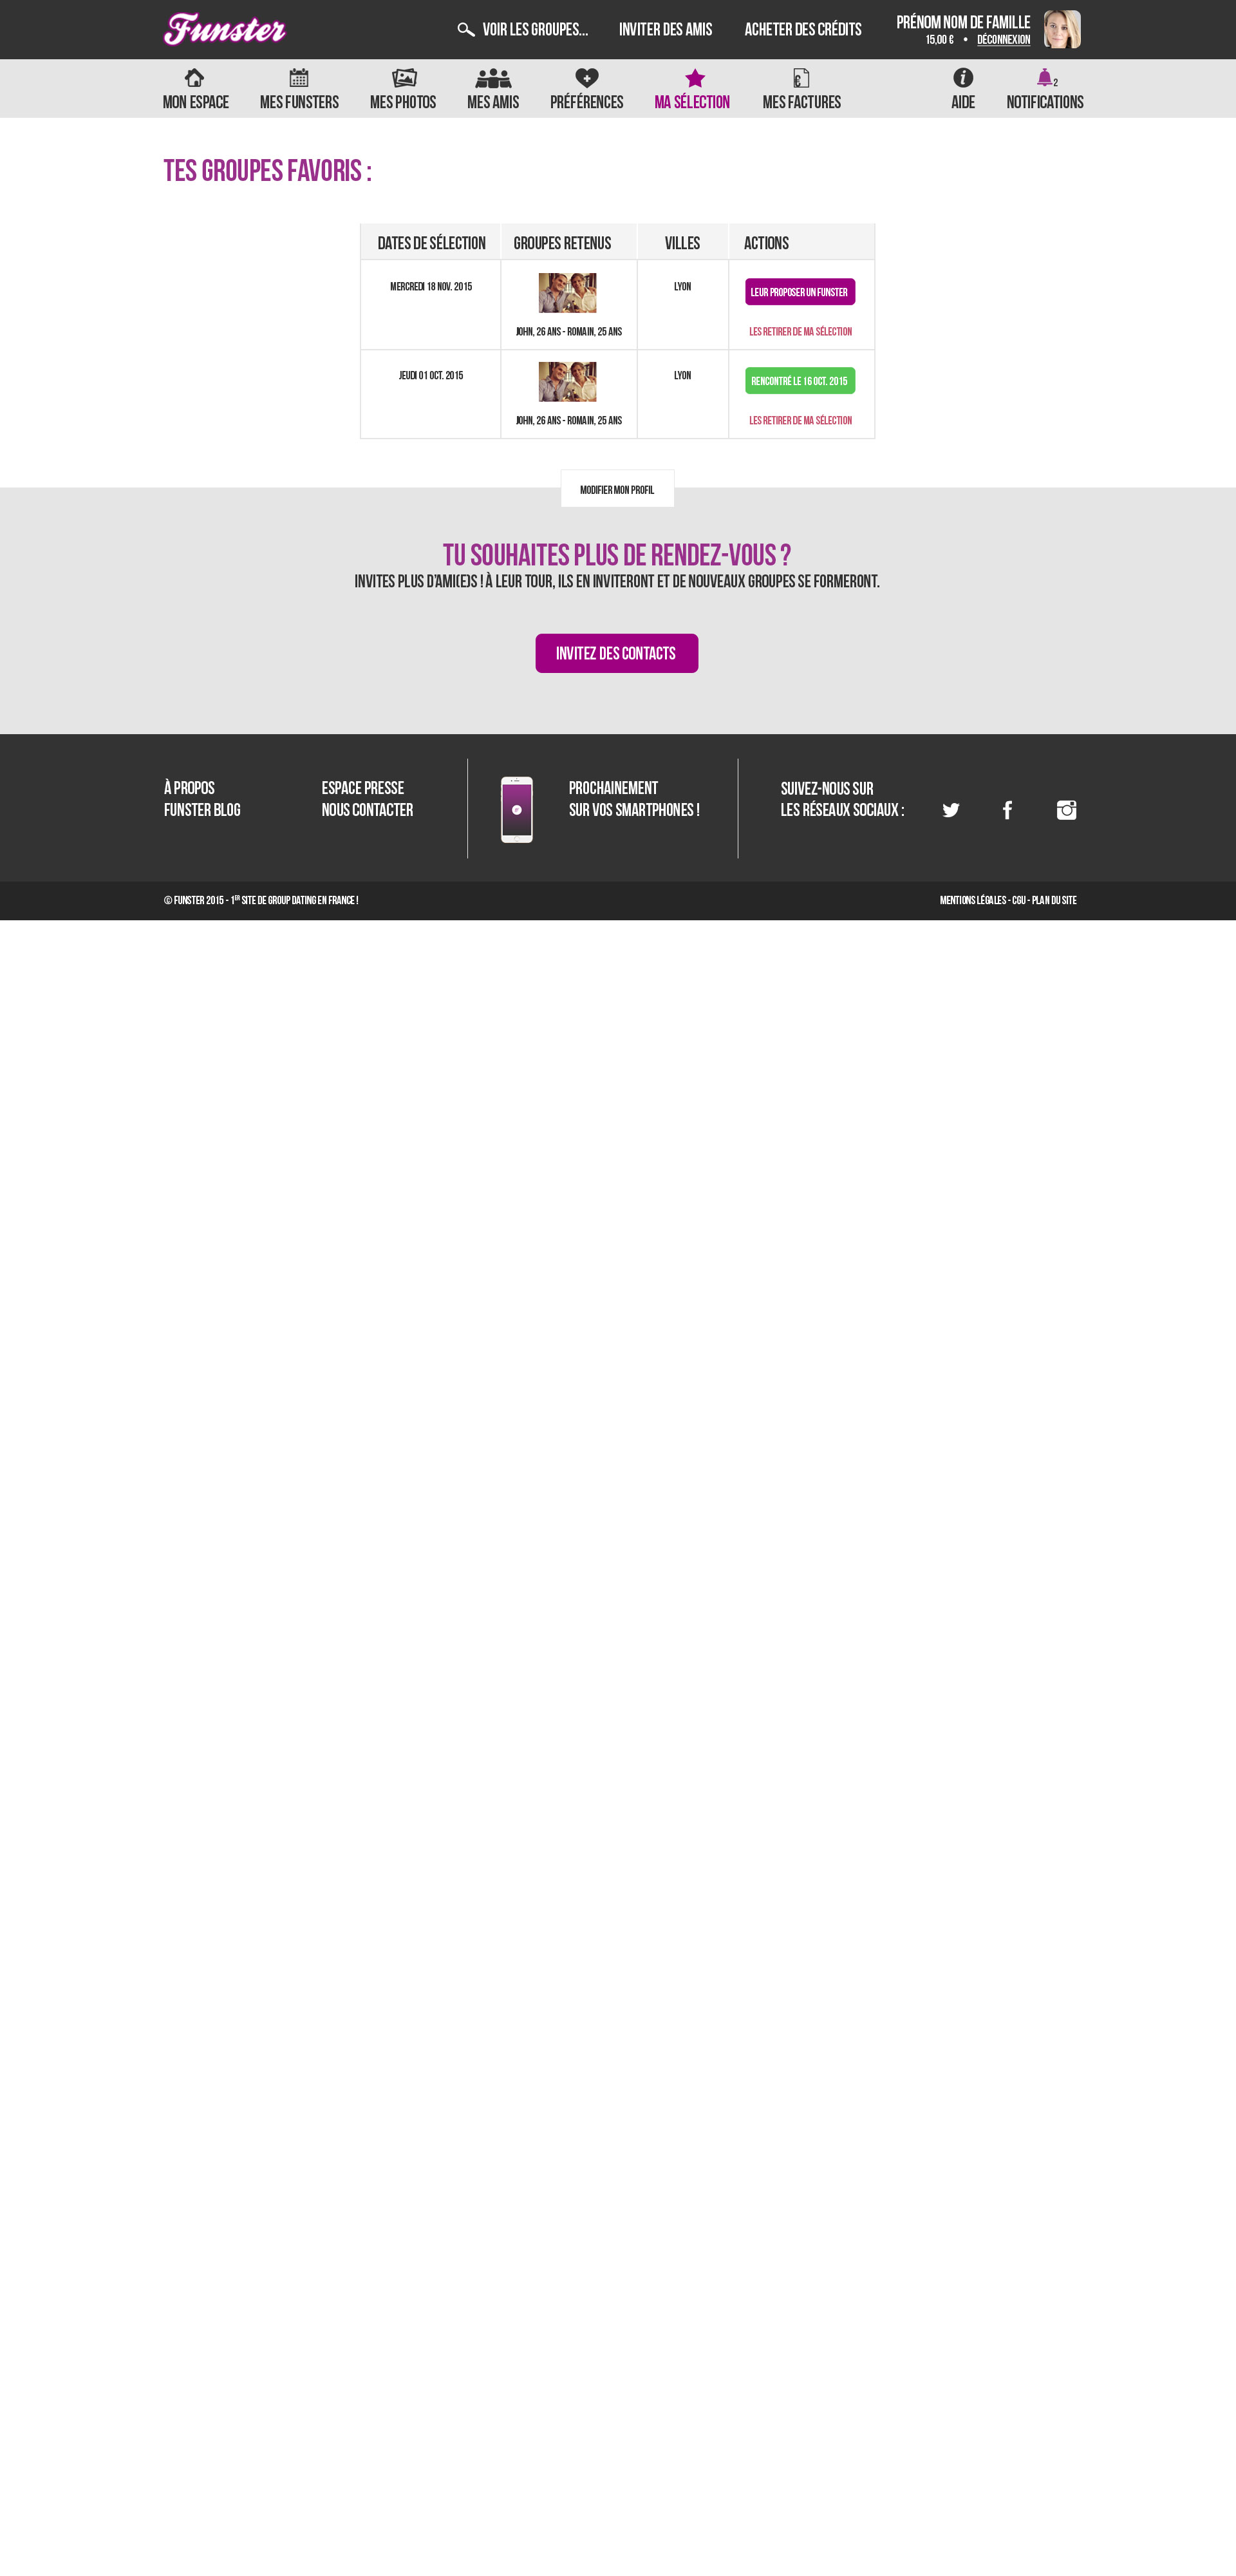 Funster
VOIR LES GROUPES...
INVITER DES AMIS
ACHETER DES CRÉDITS
PRÉNOM NOM DE FAMILLE
15,00 € • DÉCONNEXION
MON ESPACE
MES FUNSTERS
MES PHOTOS
MES AMIS
PRÉFÉRENCES
MA SÉLECTION
€
MES FACTURES
AIDE
2
NOTIFICATIONS
TES GROUPES FAVORIS :
DATES DE SÉLECTION GROUPES RETENUS VILLES ACTIONS
MERCREDI 18 NOV. 2015
LYON
LEUR PROPOSER UN FUNSTER
JOHN, 26 ANS - ROMAIN, 25 ANS
LES RETIRER DE MA SÉLECTION
JEUDI 01 OCT. 2015
LYON
RENCONTRÉ LE 16 OCT. 2015
JOHN, 26 ANS - ROMAIN, 25 ANS
LES RETIRER DE MA SÉLECTION
MODIFIER MON PROFIL
TU SOUHAITES PLUS DE RENDEZ-VOUS ?
INVITES PLUS D'AMI(E)S ! À LEUR TOUR, ILS EN INVITERONT ET DE NOUVEAUX GROUPES SE FORMERONT.
INVITEZ DES CONTACTS
À PROPOS
FUNSTER BLOG
ESPACE PRESSE
NOUS CONTACTER
PROCHAINEMENT
SUR VOS SMARTPHONES !
SUIVEZ-NOUS SUR
LES RÉSEAUX SOCIAUX :
© FUNSTER 2015 - 1ER SITE DE GROUP DATING EN FRANCE !
MENTIONS LÉGALES - CGU - PLAN DU SITE